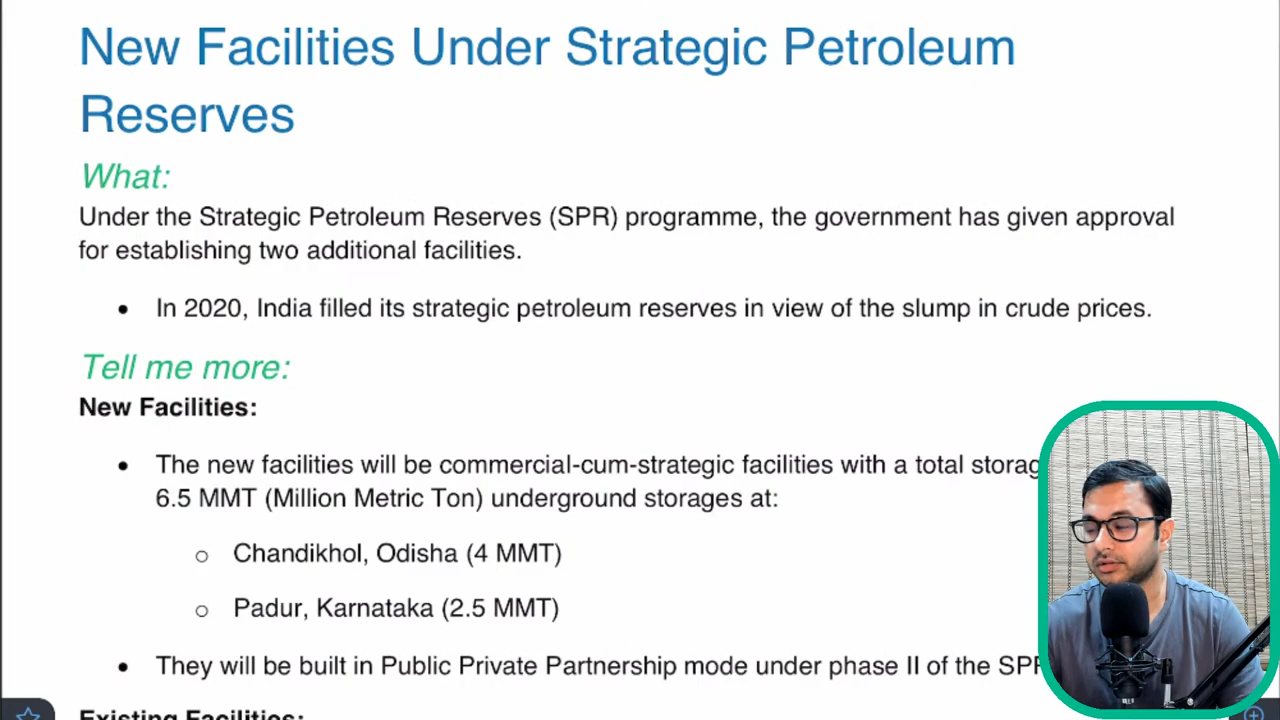 New Facilities Under Strategic Petroleum
Reserves
What:
Under the Strategic Petroleum Reserves (SPR) programme, the government has given approval
for establishing two additional facilities.
• In 2020, India filled its strategic petroleum reserves in view of the slump in crude prices.
Tell me more:
New Facilities:
• The new facilities will be commercial-cum-strategic facilities with a total
6.5 MMT (Million Metric Ton) underground storages at:
o Chandikhol, Odisha (4 MMT)
o Padur, Karnataka (2.5 MMT)
• They will be built in Public Private Partnership mode under phase II of the
Existing Facilities: